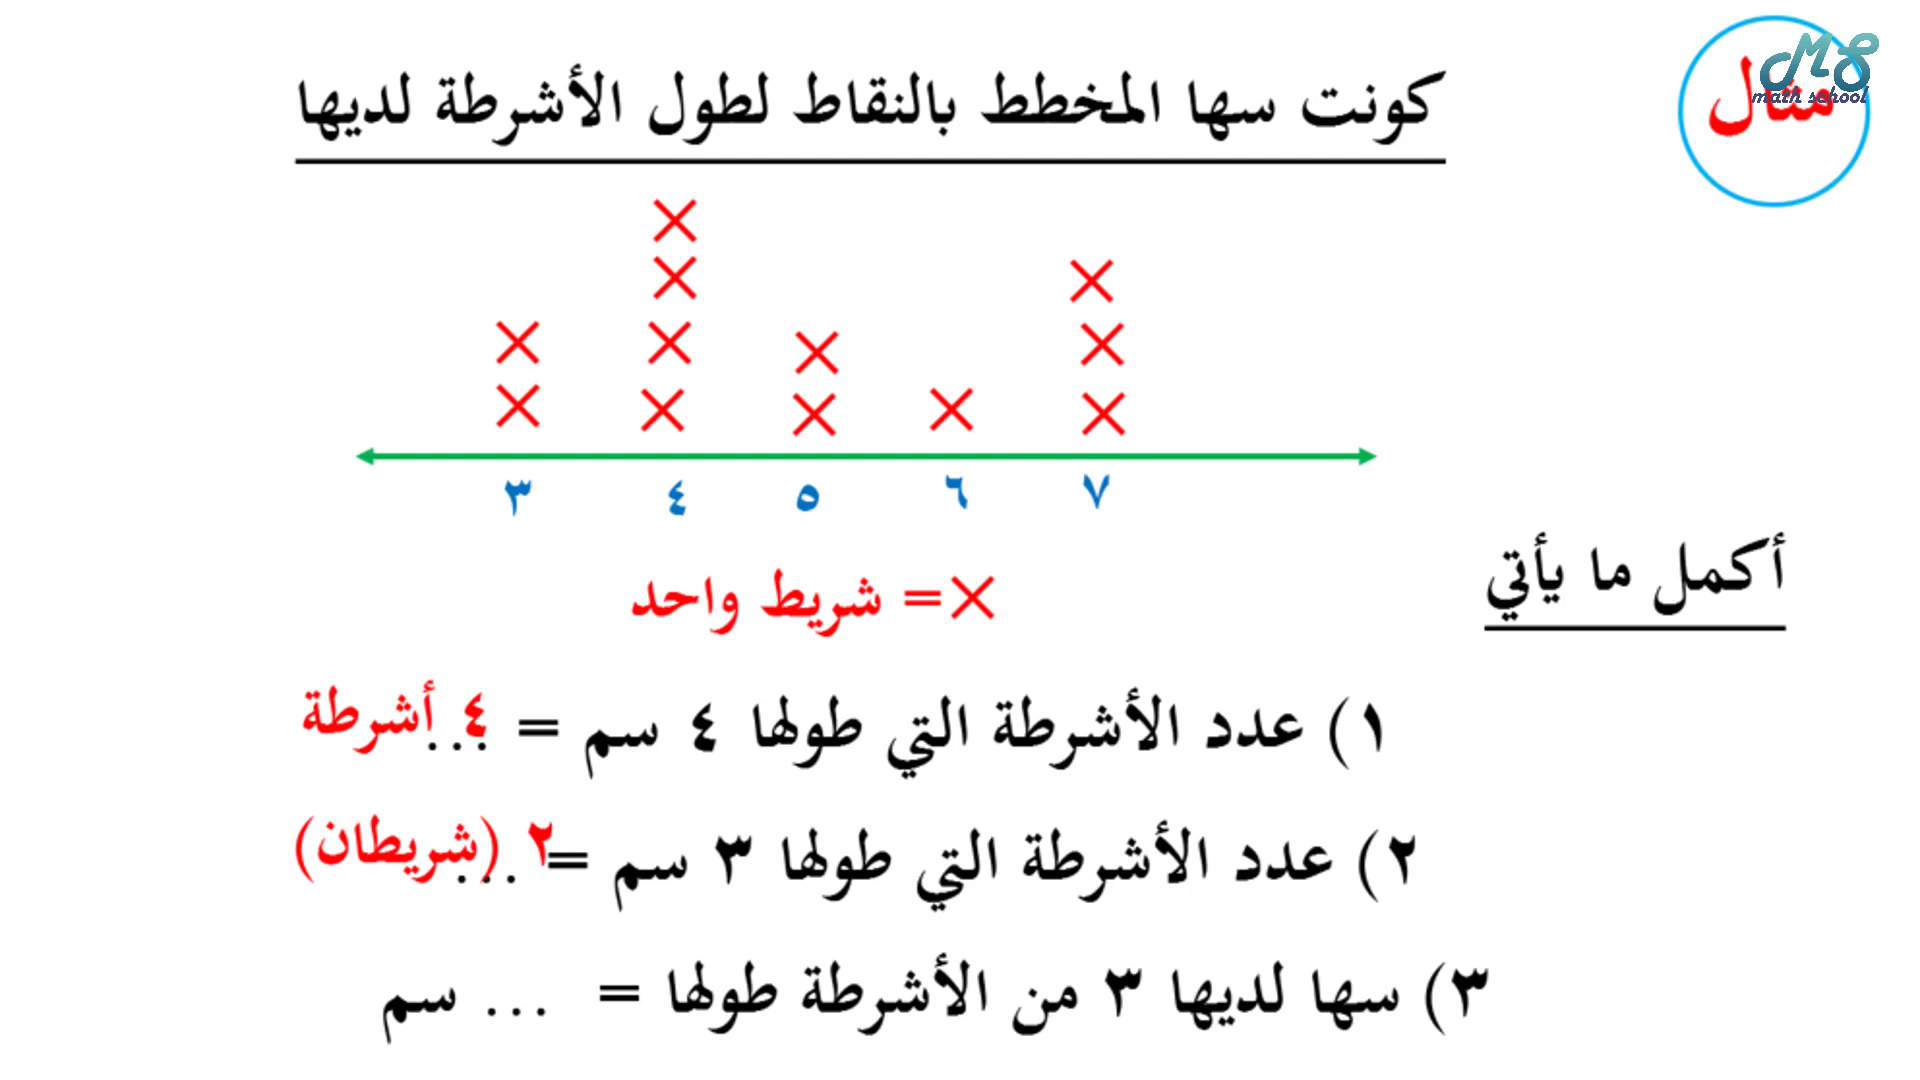 مثال
MS
math school
كونت سها المخطط بالنقاط لطول الأشرطة لديها
٣ ٤ ٥ ٦ ٧
×= شريط واحد
أكمل ما يأتي
١) عدد الأشرطة التي طولها ٤ سم = ... ٤ أشرطة
٢) عدد الأشرطة التي طولها ٣ سم = ... ٢ (شريطان)
٣) سها لديها ٣ من الأشرطة طولها = ... سم